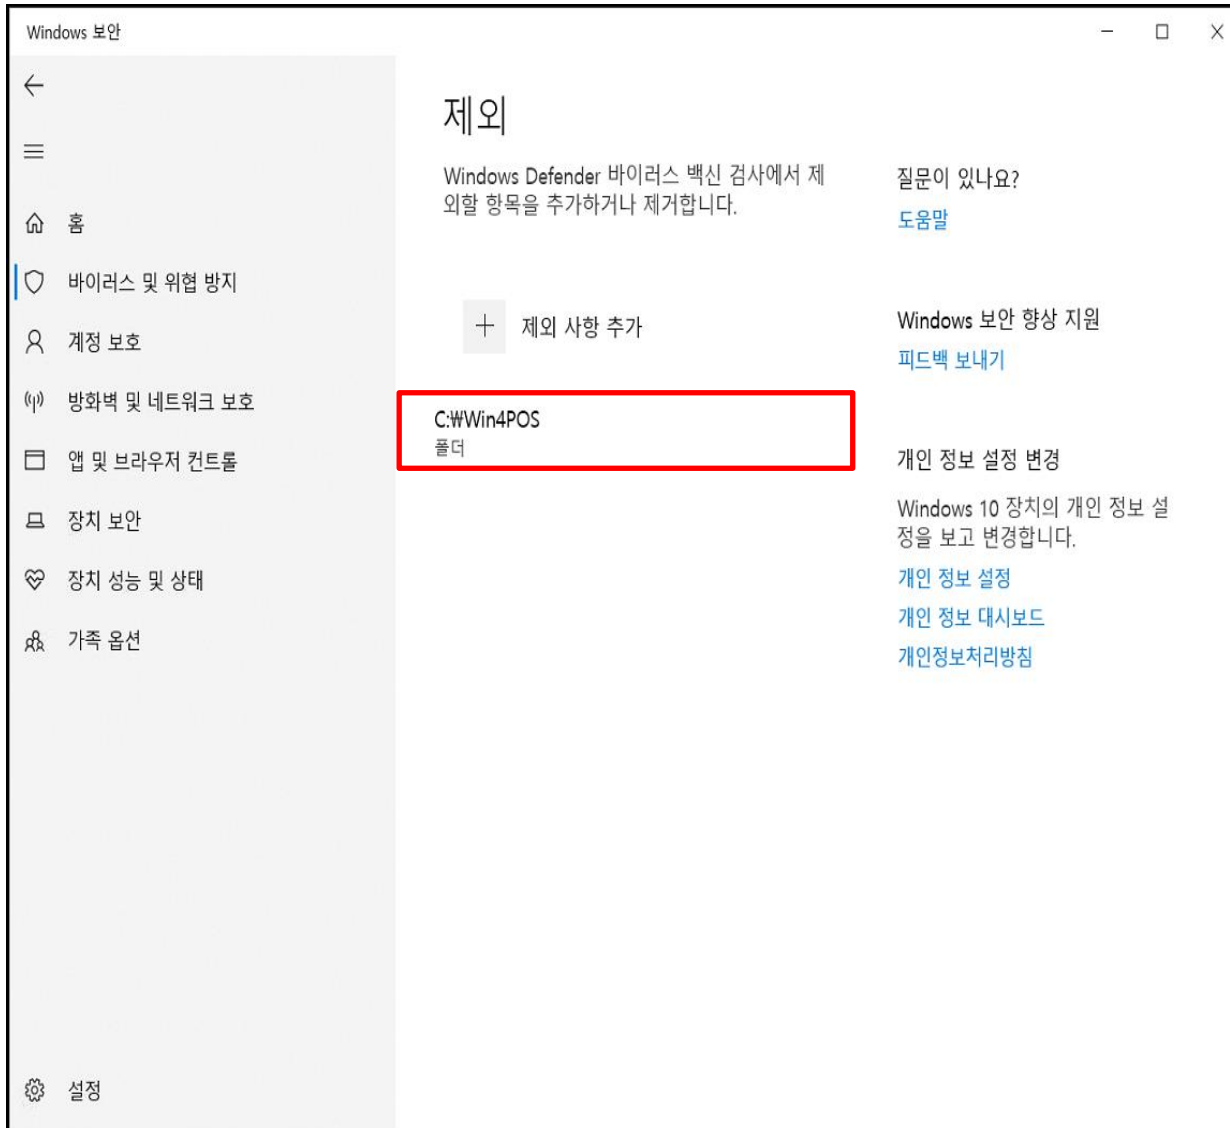 Windows 보안
홈
바이러스 및 위협 방지
계정 보호
방화벽 및 네트워크 보호
앱 및 브라우저 컨트롤
장치 보안
장치 성능 및 상태
가족 옵션
설정
제외
Windows Defender 바이러스 백신 검사에서 제
외할 항목을 추가하거나 제거합니다.
제외 사항 추가
C:₩Win4POS
폴더
질문이 있나요?
도움말
Windows 보안 향상 지원
피드백 보내기
개인 정보 설정 변경
Windows 10 장치의 개인 정보 설
정을 보고 변경합니다.
개인 정보 설정
개인 정보 대시보드
개인정보처리방침